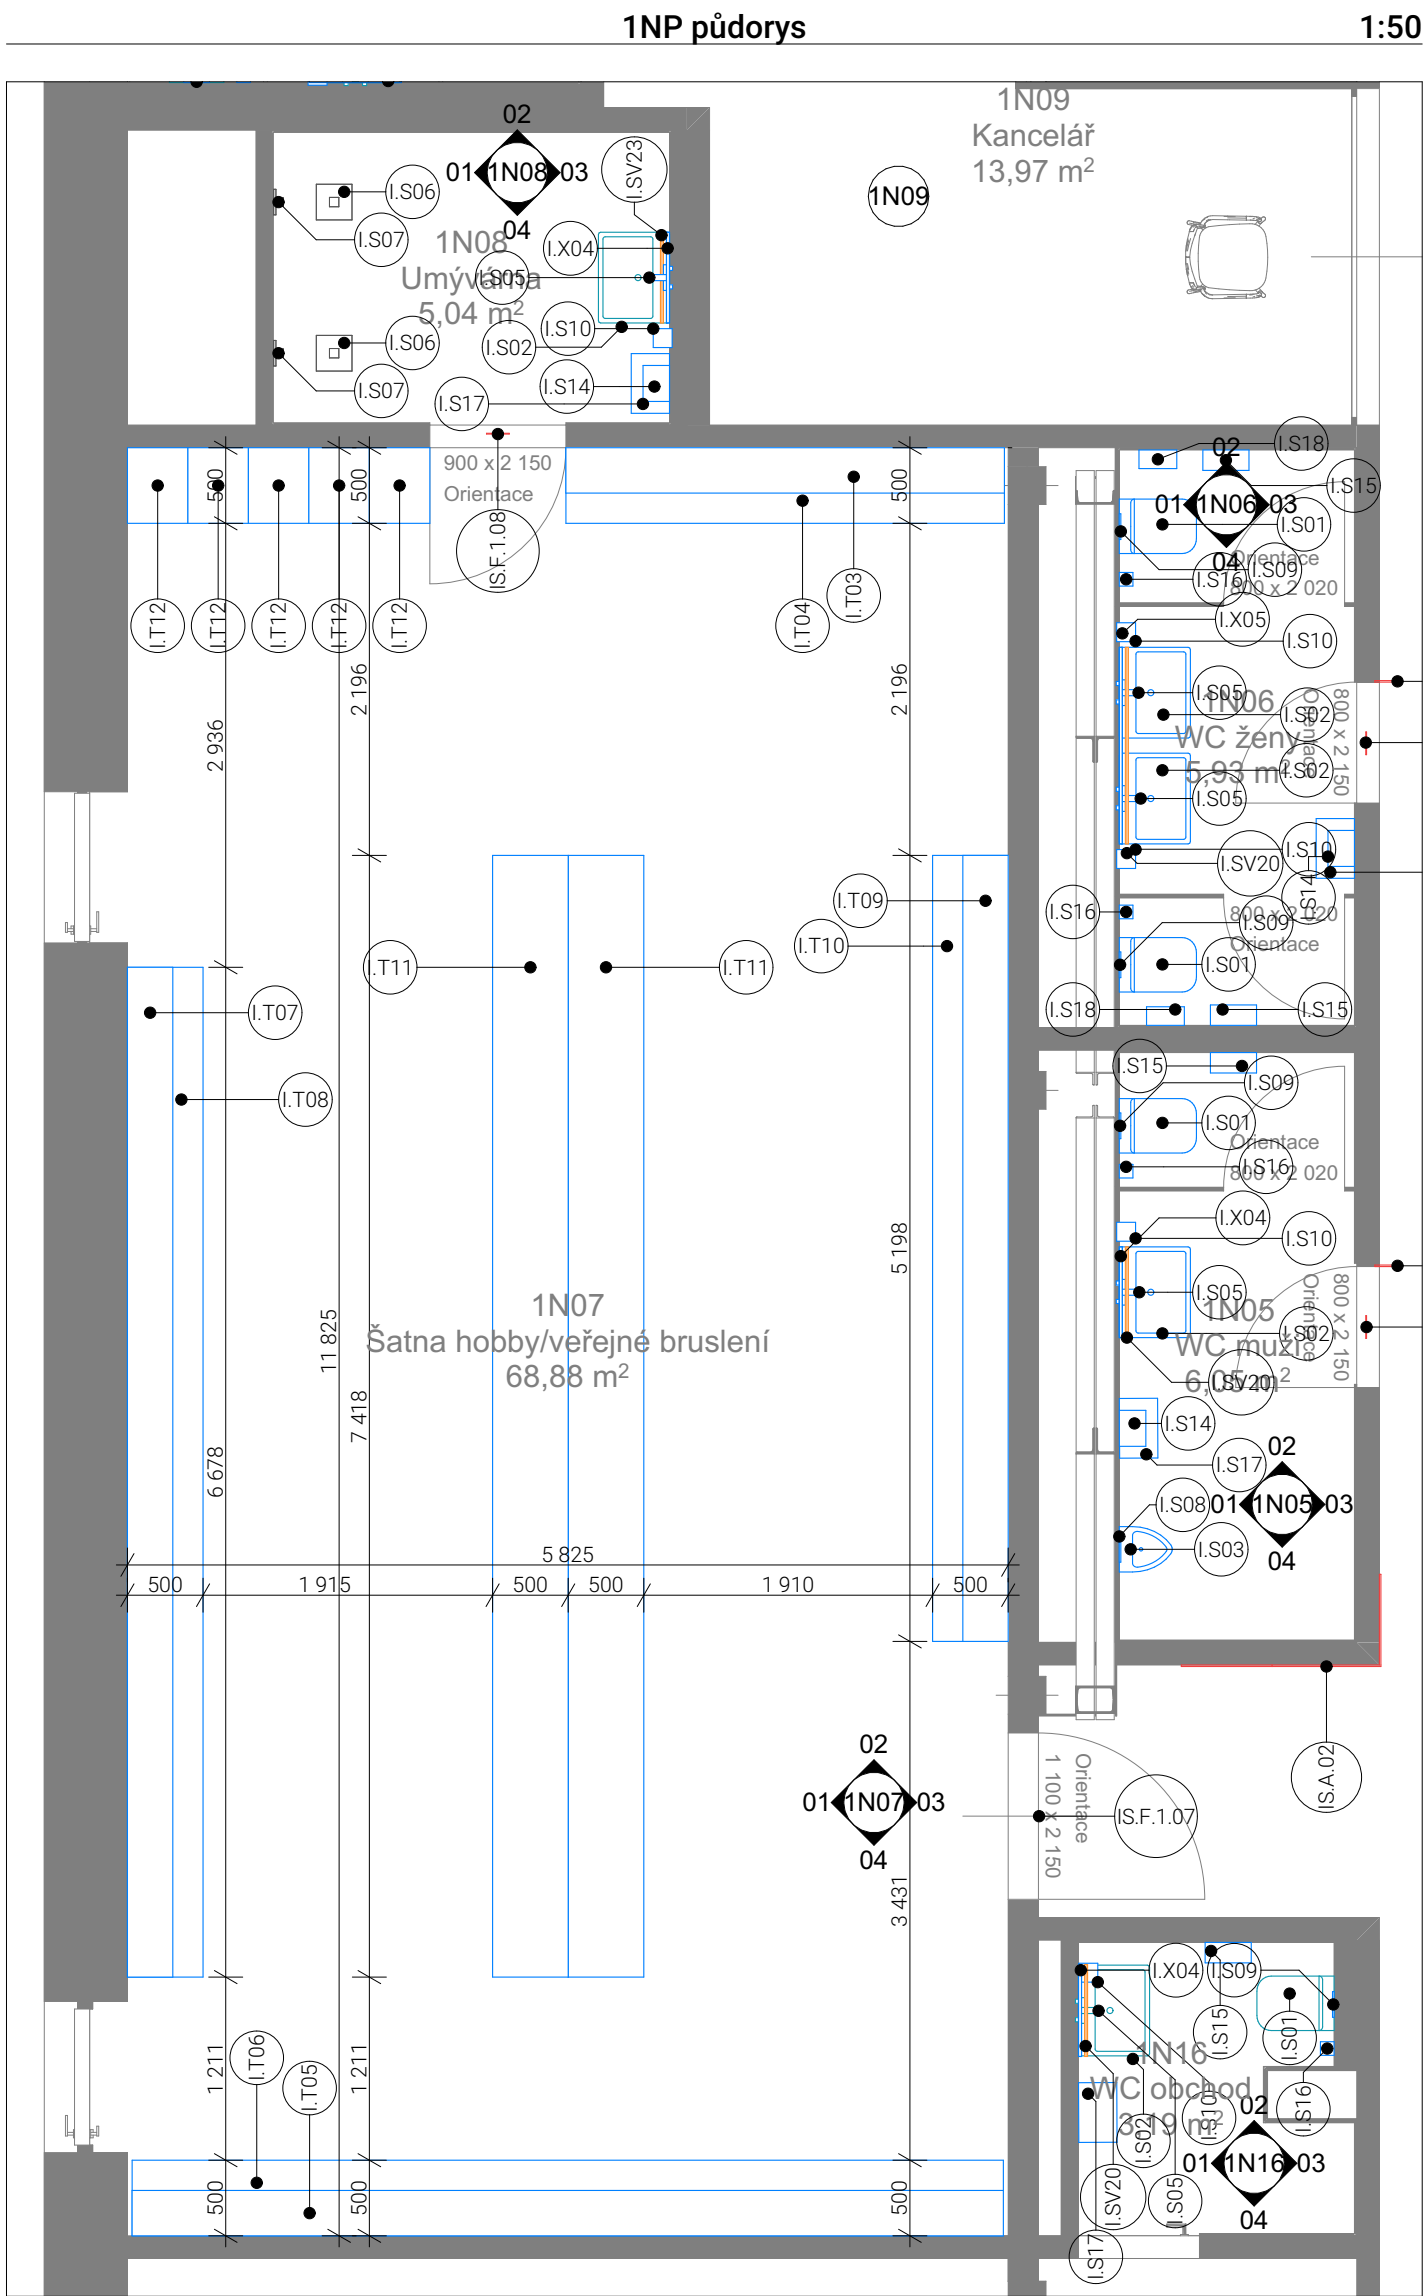 1NP půdorys
1:50
1N09
Kancelář
13,97 m²
1N09
02
01
1N08
03
04
I.SV23
I.S06
I.S07
1N08
Umývárna
5,04 m²
I.X04
I.S05
I.S10
I.S02
I.S06
I.S07
I.S14
I.S17
900 x 2 150
Orientace
IS.F.1.08
500
500
500
I.T12
I.T12
I.T12
I.T12
I.T12
I.T04
I.T03
I.S18
02
01
1N06
03
04
I.S15
I.S01
I.S09
Orientace
I.S16
800 x 2 020
I.X05
I.S10
2 196
2 196
2 936
I.S05
1N06
WC ženy
5,93 m²
I.S02
I.S02
I.S05
800 x 2 150
Orientace
I.S10
I.SV20
I.S14
I.T09
I.T10
I.T11
I.T11
I.S16
800 x 2 020
I.S09
Orientace
I.S01
I.S18
I.S15
I.T07
I.T08
I.S15
I.S09
I.S01
Orientace
I.S16
800 x 2 020
I.X04
I.S10
5 198
11 825
7 418
6 678
1N07
Šatna hobby/veřejné bruslení
68,88 m²
I.S05
1N05
WC muži
6,05 m²
I.S02
I.SV20
800 x 2 150
Orientace
I.S14
I.S17
02
01
1N05
03
04
I.S08
I.S03
5 825
500
1 915
500
500
1 910
500
02
01
1N07
03
04
Orientace
1 100 x 2 150
IS.F.1.07
IS.A.02
3 431
I.X04
I.S09
I.S15
I.S01
1N16
WC obchod
3,19 m²
I.S02
I.S10
I.S16
02
01
1N16
03
04
I.SV20
I.S05
I.S17
1 211
1 211
I.T06
I.T05
500
500
500